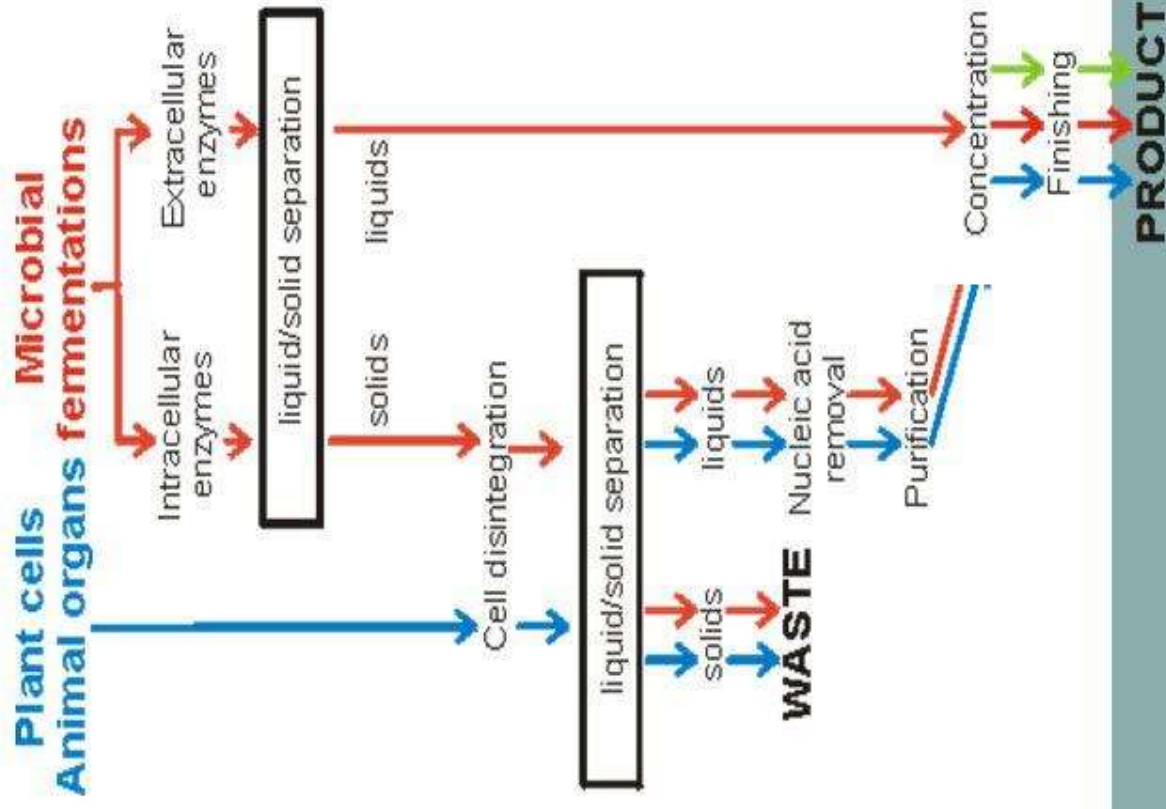 Plant cells
Animal organs
Microbial
fermentations
Intracellular
enzymes
Extracellular
enzymes
liquid/solid separation
solids
liquids
Cell disintegration
liquid/solid separation
solids
liquids
WASTE
Nucleic acid
removal
Purification
Concentration
Finishing
PRODUCT